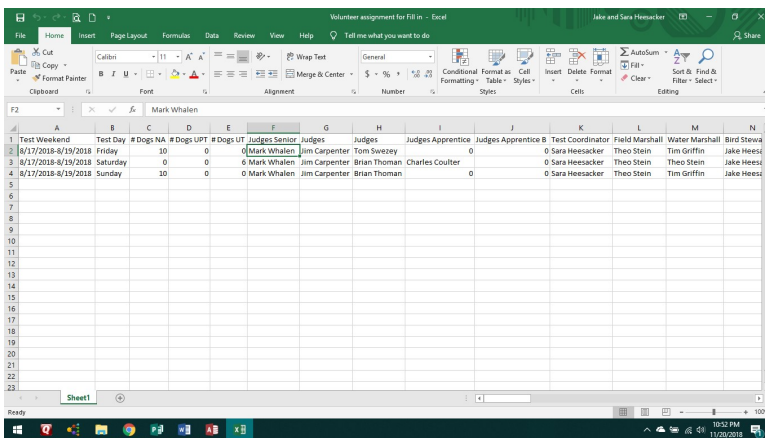 Volunteer assignment for Fill in - Excel
Jake and Sara Heesacker
File Home Insert Page Layout Formulas Data Review View Help Tell me what you want to do Share
Paste
Cut
Copy
Format Painter
Clipboard
Calibri 11
B I U
Font
Wrap Text
Merge & Center
Alignment
General
$ % ,
Number
Conditional Formatting
Format as Table
Cell Styles
Styles
Insert Delete Format
Cells
AutoSum
Fill
Clear
Sort & Filter
Find & Select
Editing
F2 fx Mark Whalen
A B C D E F G H I J K L M N
1 Test Weekend Test Day # Dogs NA # Dogs UPT # Dogs UT Judges Senior Judges Judges Judges Apprentice Judges Apprentice B Test Coordinator Field Marshall Water Marshall Bird Stewa
2 8/17/2018-8/19/2018 Friday 10 0 0 Mark Whalen Jim Carpenter Tom Swezey 0 0 Sara Heesacker Theo Stein Tim Griffin Jake Heesa
3 8/17/2018-8/19/2018 Saturday 0 0 6 Mark Whalen Jim Carpenter Brian Thoman Charles Coulter 0 Sara Heesacker Theo Stein Theo Stein Jake Heesa
4 8/17/2018-8/19/2018 Sunday 10 0 0 Mark Whalen Jim Carpenter Brian Thoman 0 0 Sara Heesacker Theo Stein Tim Griffin Jake Heesa
5
6
7
8
9
10
11
12
13
14
15
16
17
18
19
20
21
22
23
Sheet1
Ready
100
10:52 PM
11/20/2018